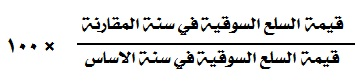 قيمة السلع السوقية في سنة المقارنة
× ١٠٠
قيمة السلع السوقية في سنة الاساس